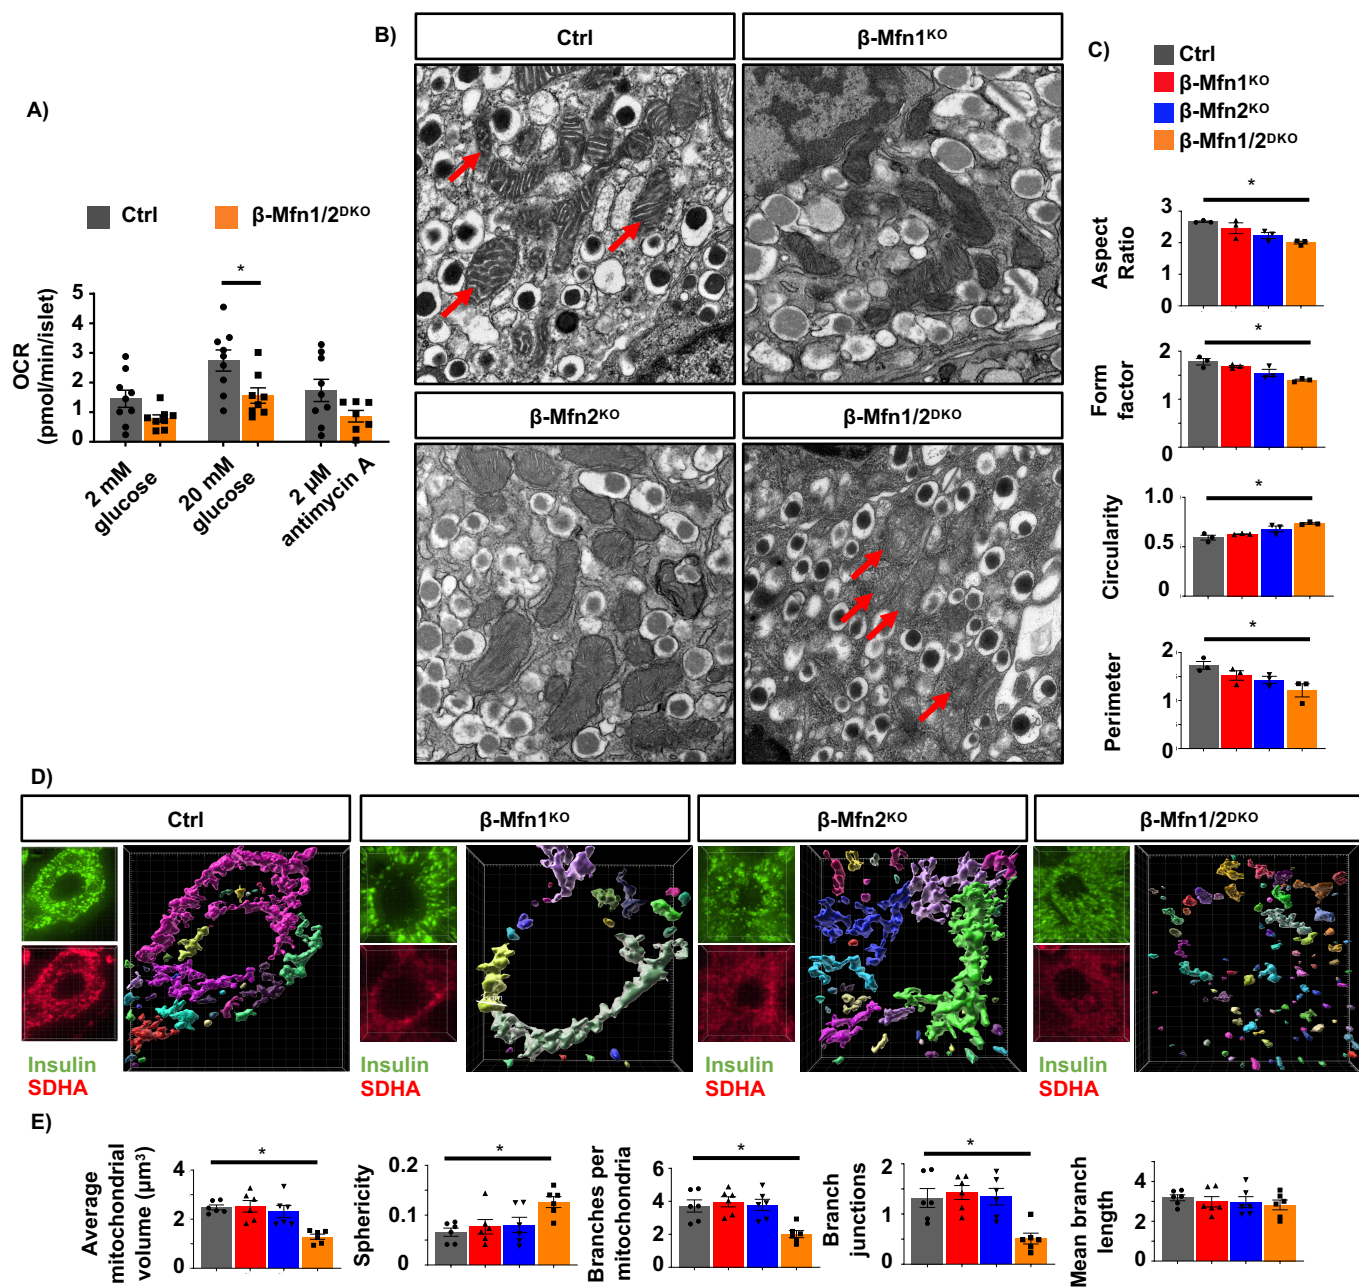 A)
Ctrl
β-Mfn1/2DKO
*
OCR
(pmol/min/islet)
5
4
3
2
1
0
2 mM
glucose
20 mM
glucose
2 µM
antimycin A
B)
Ctrl
β-Mfn1KO
β-Mfn2KO
β-Mfn1/2DKO
C)
Ctrl
β-Mfn1KO
β-Mfn2KO
β-Mfn1/2DKO
*
Aspect
Ratio
3
2
1
0
*
Form
factor
2
1
0
*
Circularity
1.0
0.5
0
*
Perimeter
2
1
0
D)
Ctrl
β-Mfn1KO
β-Mfn2KO
β-Mfn1/2DKO
Insulin
SDHA
Insulin
SDHA
Insulin
SDHA
Insulin
SDHA
E)
*
Average
mitochondrial
volume (µm³)
4
2
0
*
Sphericity
0.2
0.1
0
*
Branches per
mitochondria
6
4
2
0
*
Branch
junctions
2
1
0
Mean branch
length
4
2
0